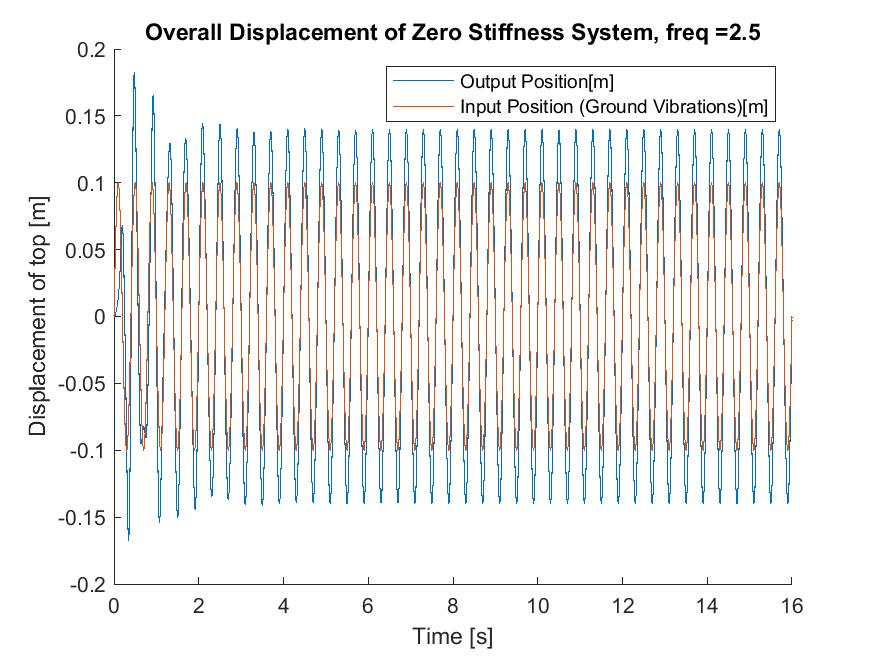 Overall Displacement of Zero Stiffness System, freq =2.5
Output Position[m]
Input Position (Ground Vibrations)[m]
Displacement of top [m]
0.2
0.15
0.1
0.05
0
-0.05
-0.1
-0.15
-0.2
0 2 4 6 8 10 12 14 16
Time [s]